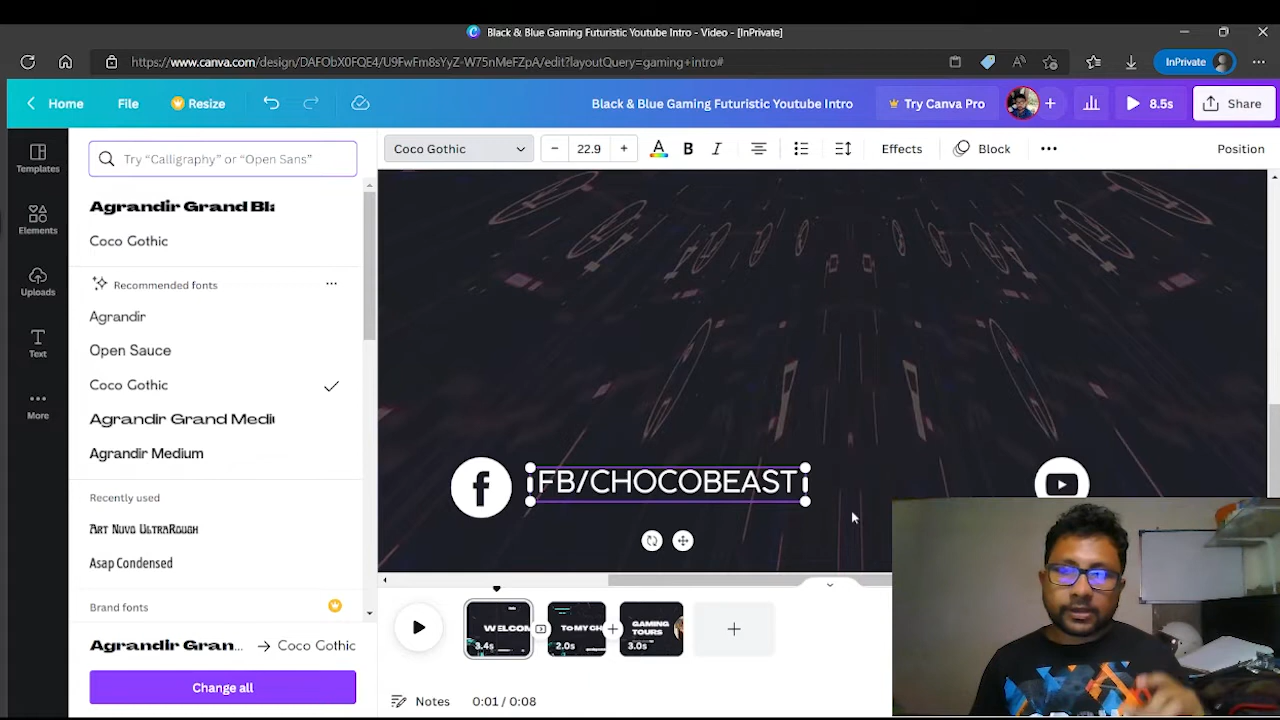 Black & Blue Gaming Futuristic Youtube Intro - Video - [InPrivate]
https://www.canva.com/design/DAFObX0FQE4/U9FwFm8sYyZ-W75nMeFZpA/edit?layoutQuery=gaming+intro#
InPrivate
Home
File
Resize
Black & Blue Gaming Futuristic Youtube Intro
Try Canva Pro
8.5s
Share
Templates
Elements
Uploads
Text
More
Try “Calligraphy” or “Open Sans”
Agrandir Grand Bla
Coco Gothic
Recommended fonts
Agrandir
Open Sauce
Coco Gothic
Agrandir Grand Mediu
Agrandir Medium
Recently used
Art Nuvo UltraRough
Asap Condensed
Brand fonts
Agrandir Gran... → Coco Gothic
Change all
Coco Gothic
22.9
A
B
I
Effects
Block
Position
f
FB/CHOCOBEAST
WELCOM
3.4s
To MY CH
2.0s
GAMING
TOURS
3.0s
Notes
0:01 / 0:08